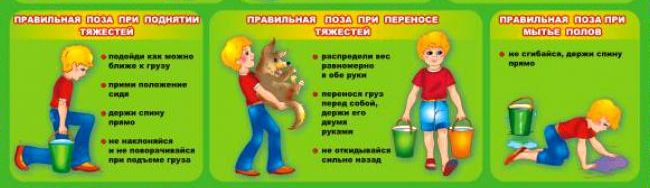 ПРАВИЛЬНАЯ ПОЗА ПРИ ПОДНЯТИИ
ТЯЖЕСТЕЙ
подойди как можно
ближе к грузу
прими положение
сидя
держи спину
прямо
не наклоняйся
и не поворачивайся
при подъеме груза
ПРАВИЛЬНАЯ ПОЗА ПРИ ПЕРЕНОСЕ
ТЯЖЕСТЕЙ
распредели вес
равномерно
в обе руки
перенося груз
перед собой,
держи его
двумя
руками
не откидывайся
сильно назад
ПРАВИЛЬНАЯ ПОЗА ПРИ
МЫТЬЕ ПОЛОВ
не сгибайся, держи спину
прямо